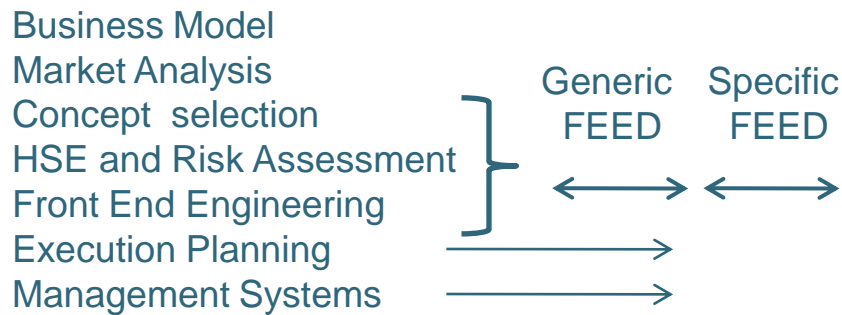 Business Model
Market Analysis
Concept selection
HSE and Risk Assessment
Front End Engineering
Execution Planning
Management Systems
Generic FEED
Specific FEED